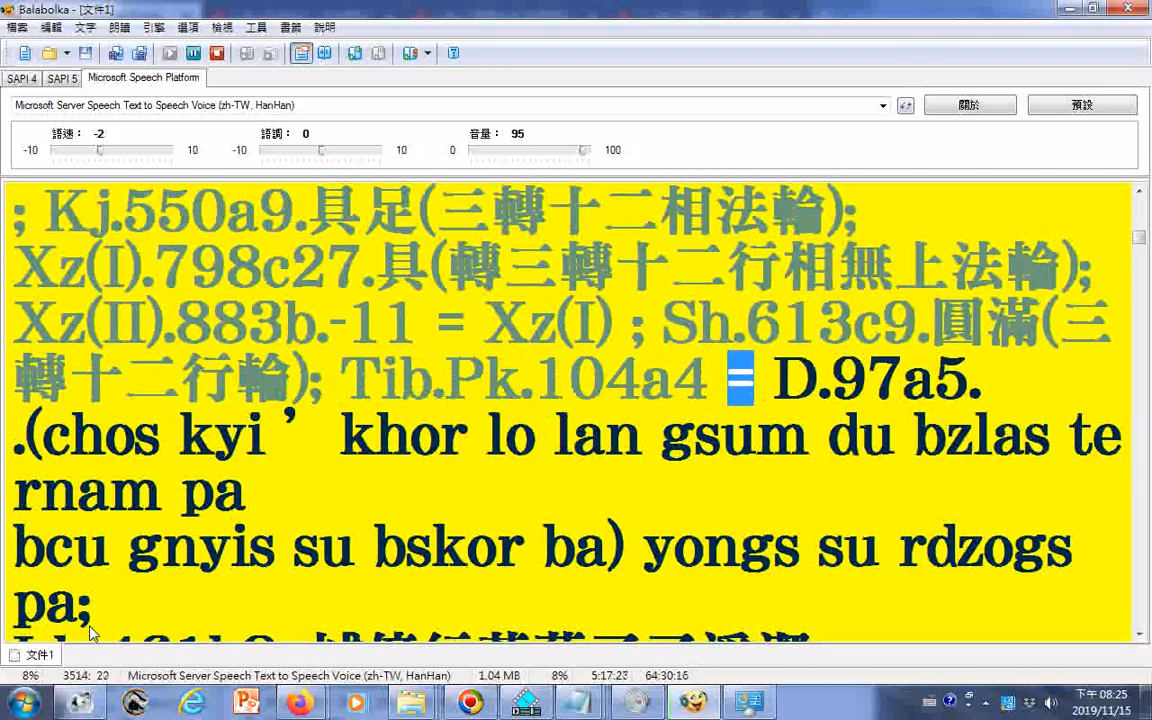 Balabolka - [文件1]
檔案 編輯 文字 朗讀 引擎 選項 檢視 工具 書籤 說明
SAPI 4 SAPI 5 Microsoft Speech Platform
Microsoft Server Speech Text to Speech Voice (zh-TW, HanHan) 關於 預設
語速： -2 語調： 0 音量： 95
-10 10 -10 10 0 100
; Kj.550a9.具足(三轉十二相法輪);
Xz(I).798c27.具(轉三轉十二行相無上法輪);
Xz(II).883b.-11 = Xz(I) ; Sh.613c9.圓滿(三
轉十二行輪); Tib.Pk.104a4 = D.97a5.
.(chos kyi ’ khor lo lan gsum du bzlas te
rnam pa
bcu gnyis su bskor ba) yongs su rdzogs
pa;
文件1
8% 3514: 22 Microsoft Server Speech Text to Speech Voice (zh-TW, HanHan) 1.04 MB 8% 5:17:23 64:30:16
下午 08:25
2019/11/15